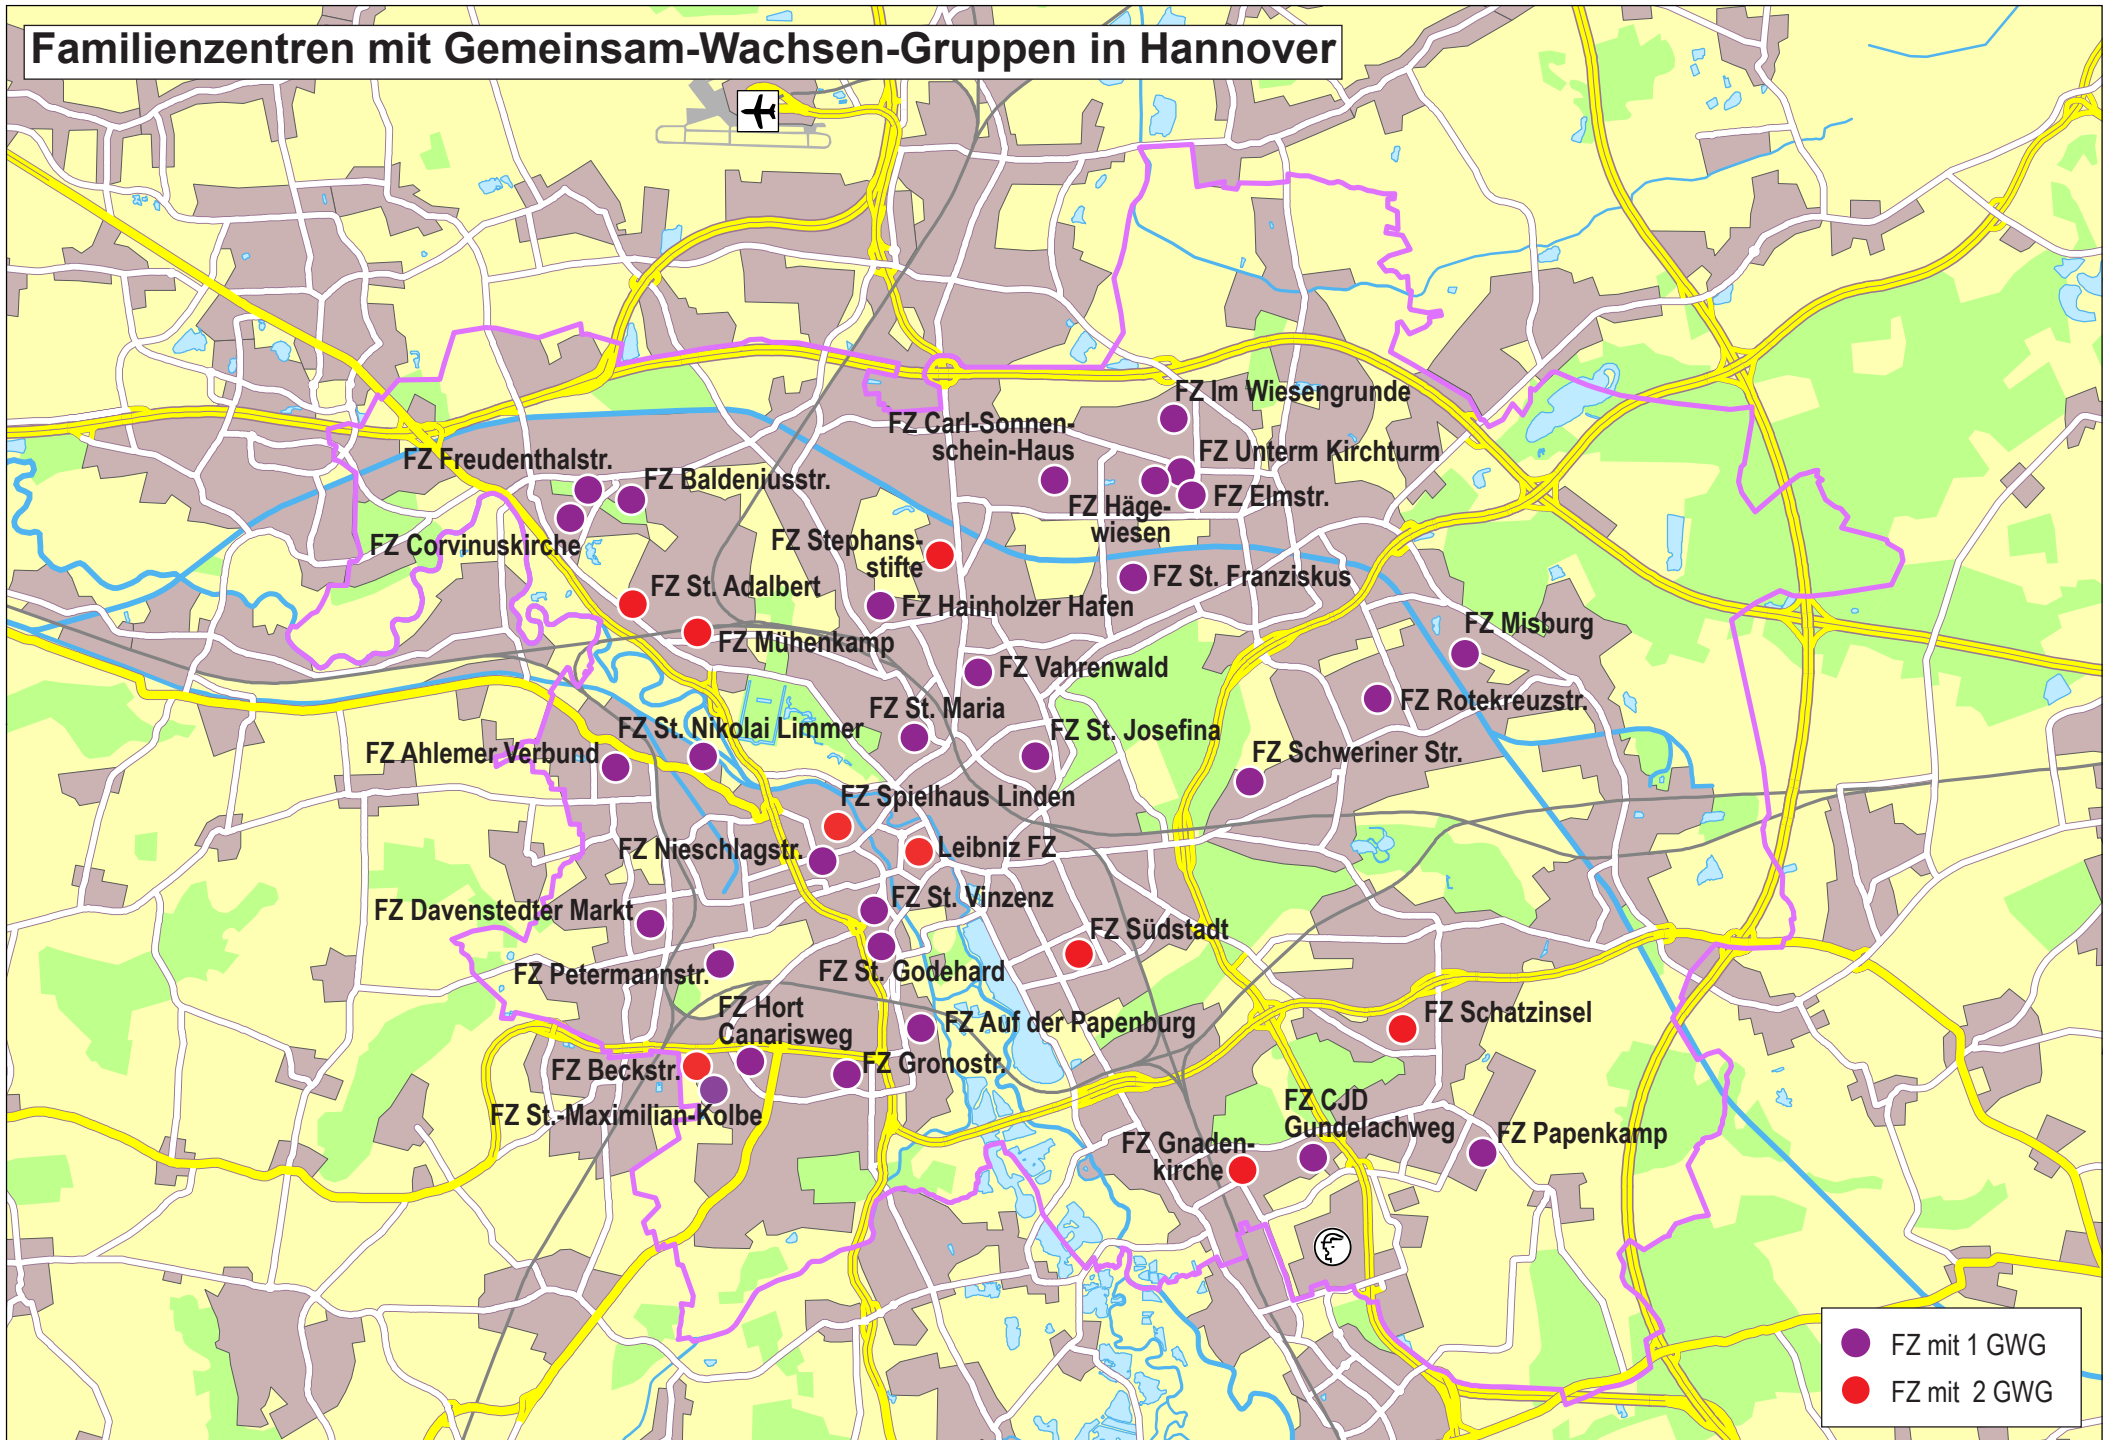 Familienzentren mit Gemeinsam-Wachsen-Gruppen in Hannover
FZ Im Wiesengrunde
FZ Carl-Sonnen-
schein-Haus
FZ Unterm Kirchturm
FZ Freudenthalstr.
FZ Baldeniusstr.
FZ Elmstr.
FZ Häge-
wiesen
FZ Corvinuskirche
FZ Stephans-
stifte
FZ St. Franziskus
FZ St. Adalbert
FZ Hainholzer Hafen
FZ Misburg
FZ Mühenkamp
FZ Vahrenwald
FZ Rotekreuzstr.
FZ St. Maria
FZ St. Nikolai Limmer
FZ St. Josefina
FZ Ahlemer Verbund
FZ Schweriner Str.
FZ Spielhaus Linden
FZ Nieschlagstr.
Leibniz FZ
FZ St. Vinzenz
FZ Davenstedter Markt
FZ Südstadt
FZ Petermannstr.
FZ St. Godehard
FZ Hort
Canarisweg
FZ Auf der Papenburg
FZ Schatzinsel
FZ Beckstr.
FZ Gronostr.
FZ St.-Maximilian-Kolbe
FZ CJD
Gundelachweg
FZ Papenkamp
FZ Gnaden-
kirche
FZ mit 1 GWG
FZ mit 2 GWG